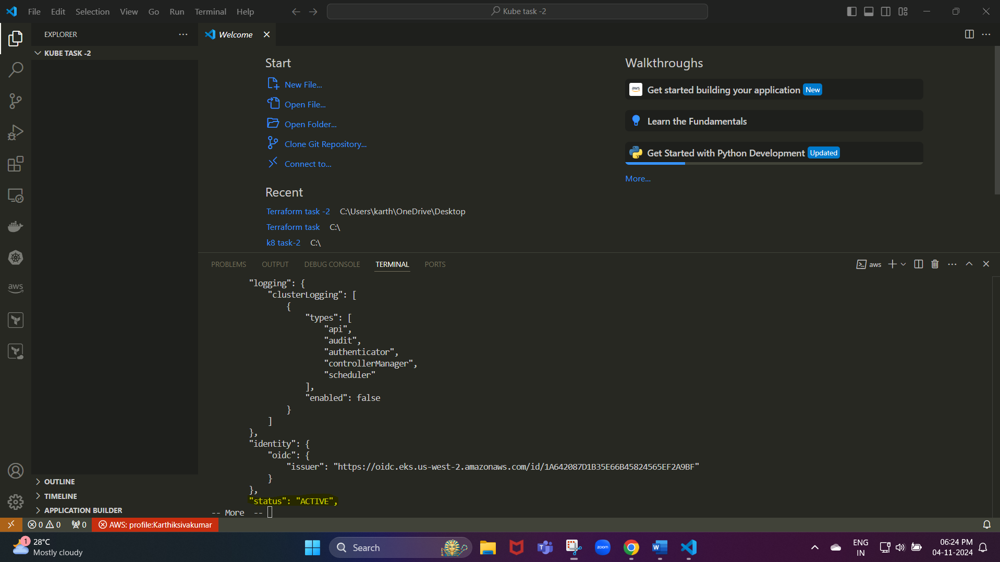 File Edit Selection View Go Run Terminal Help
Kube task -2
EXPLORER
Welcome
KUBE TASK -2
Start
New File...
Open File...
Open Folder...
Clone Git Repository...
Connect to...
Recent
Terraform task -2 C:\Users\karth\OneDrive\Desktop
Terraform task C:\
k8 task-2 C:\
Walkthroughs
aws Get started building your application New
Learn the Fundamentals
Get Started with Python Development Updated
More...
aws
PROBLEMS OUTPUT DEBUG CONSOLE TERMINAL PORTS
aws
"logging": {
"clusterLogging": [
{
"types": [
"api",
"audit",
"authenticator",
"controllerManager",
"scheduler"
],
"enabled": false
}
]
},
"identity": {
"oidc": {
"issuer": "https://oidc.eks.us-west-2.amazonaws.com/id/1A642087D1B35E66B45824565EF2A9BF"
}
},
"status": "ACTIVE",
-- More --
OUTLINE
TIMELINE
APPLICATION BUILDER
0 0 0 AWS: profile:Karthiksivakumar
1
28°C
Mostly cloudy
Search
zoom
ENG
IN
06:24 PM
04-11-2024